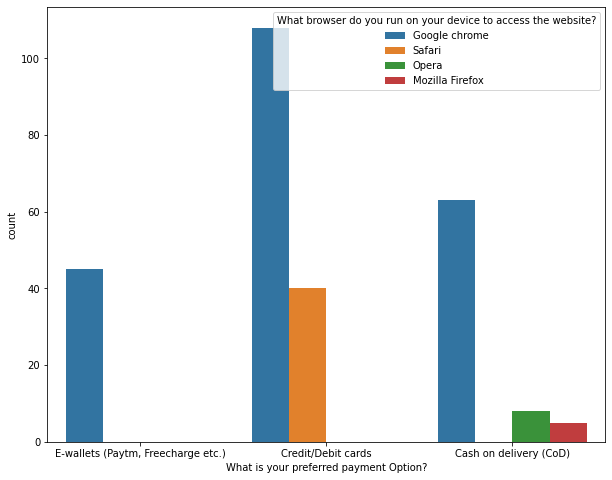 What browser do you run on your device to access the website?
Google chrome
Safari
Opera
Mozilla Firefox
100
80
60
40
20
0
count
E-wallets (Paytm, Freecharge etc.)
Credit/Debit cards
Cash on delivery (CoD)
What is your preferred payment Option?